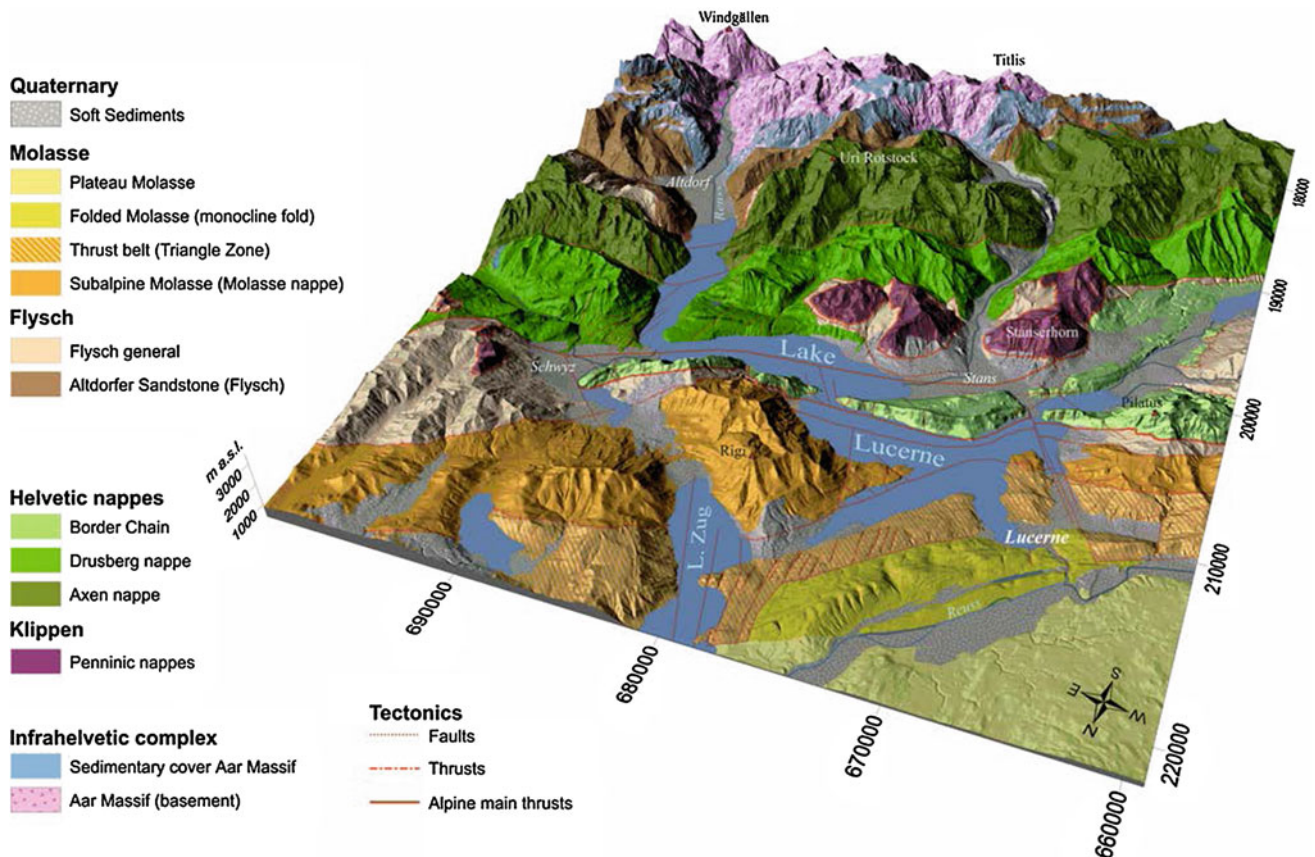 Windgällen
Titlis
Quaternary
Soft Sediments
Molasse
Plateau Molasse
Folded Molasse (monocline fold)
Thrust belt (Triangle Zone)
Subalpine Molasse (Molasse nappe)
Flysch
Flysch general
Altdorfer Sandstone (Flysch)
Helvetic nappes
Border Chain
Drusberg nappe
Axen nappe
Klippen
Penninic nappes
Infrahelvetic complex
Sedimentary cover Aar Massif
Aar Massif (basement)
Tectonics
Faults
Thrusts
Alpine main thrusts
Uri Rotstock
Altdorf
Reuss
Stanserhorn
Lake
Schwyz
Stans
Pilatus
Lucerne
Rigi
L. Zug
Lucerne
Reuss
m a.s.l.
3000
2000
1000
690000
680000
670000
660000
180000
190000
200000
210000
220000
S
E
W
N